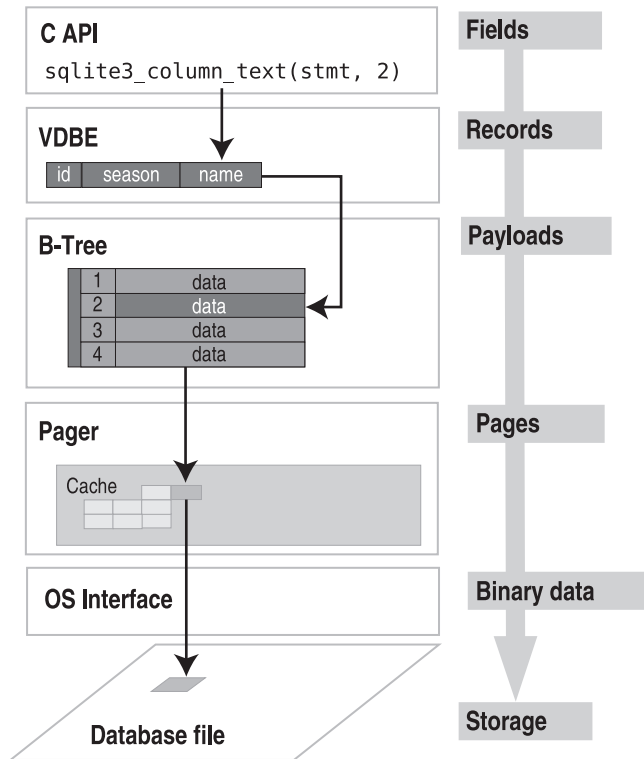 C API
sqlite3_column_text(stmt, 2)
Fields
VDBE
id season name
Records
B-Tree
1 data
2 data
3 data
4 data
Payloads
Pager
Cache
Pages
OS Interface
Binary data
Database file
Storage